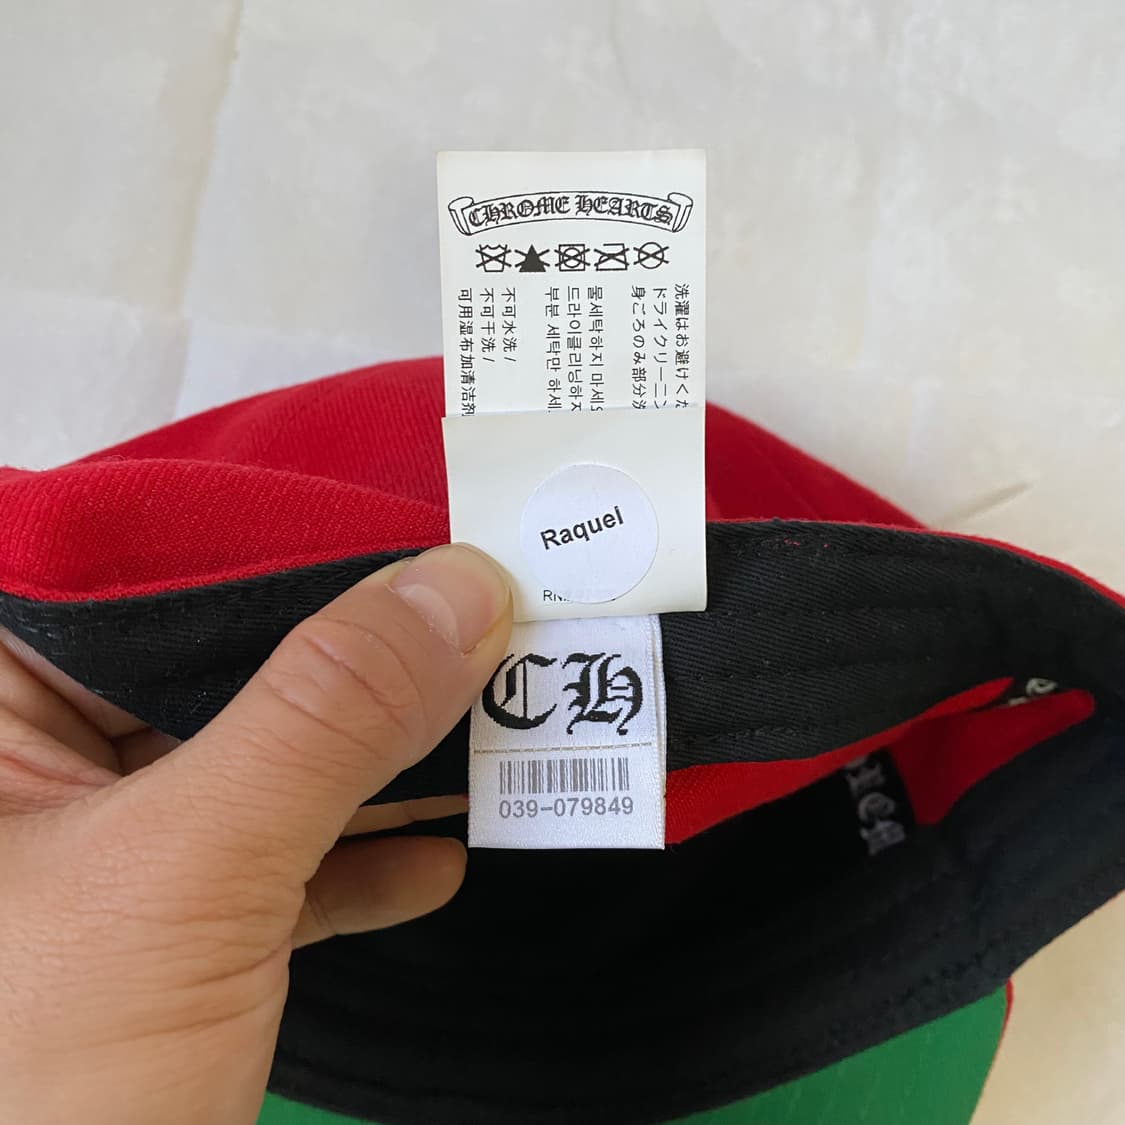 CHROME HEARTS
洗濯はお避けくだ
ドライクリーニン
身ごろのみ部分洗
물세탁하지 마세요
드라이클리닝하지
부분 세탁만 하세
不可水洗 /
不可干洗 /
可用湿布加清洁剂
Raquel
CH
039-079849